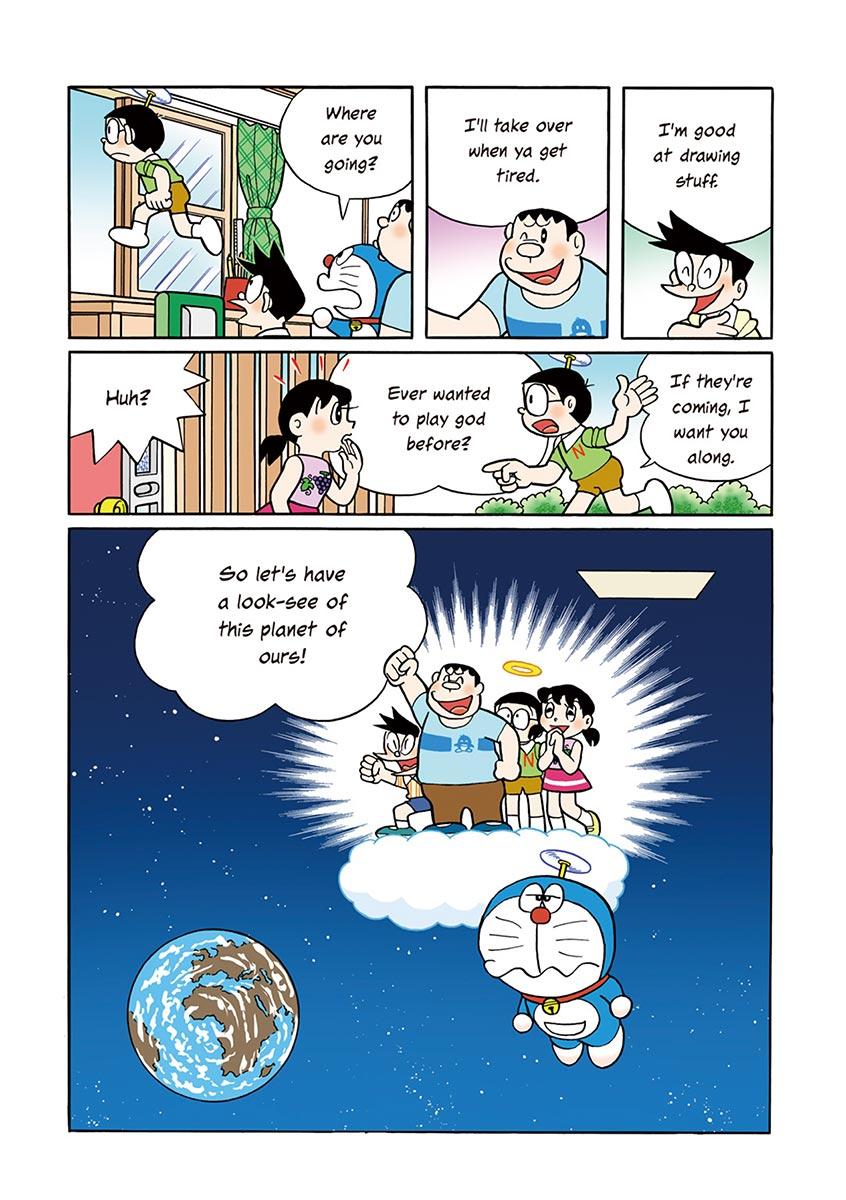 I'm good
at drawing
stuff.
I'll take over
when ya get
tired.
Where
are you
going?
If they're
coming, I
want you
along.
N
Ever wanted
to play god
before?
Huh?
So let's have
a look-see of
this planet of
ours!
N